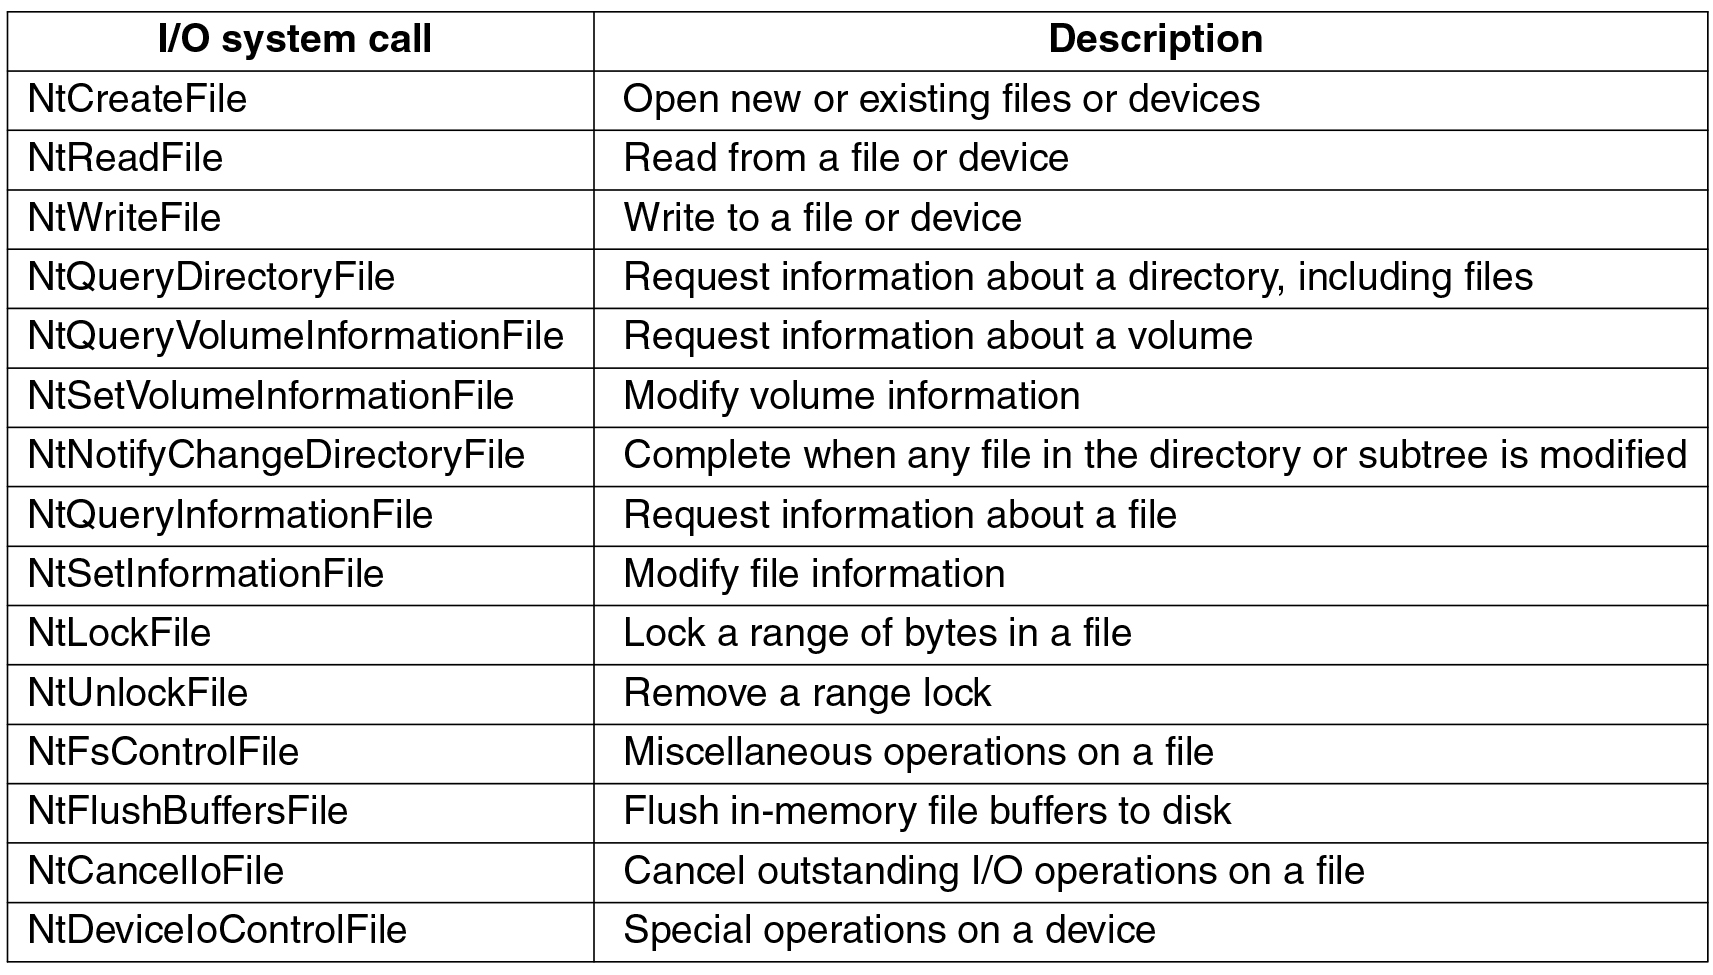 I/O system call Description
NtCreateFile Open new or existing files or devices
NtReadFile Read from a file or device
NtWriteFile Write to a file or device
NtQueryDirectoryFile Request information about a directory, including files
NtQueryVolumeInformationFile Request information about a volume
NtSetVolumeInformationFile Modify volume information
NtNotifyChangeDirectoryFile Complete when any file in the directory or subtree is modified
NtQueryInformationFile Request information about a file
NtSetInformationFile Modify file information
NtLockFile Lock a range of bytes in a file
NtUnlockFile Remove a range lock
NtFsControlFile Miscellaneous operations on a file
NtFlushBuffersFile Flush in-memory file buffers to disk
NtCancelIoFile Cancel outstanding I/O operations on a file
NtDeviceIoControlFile Special operations on a device